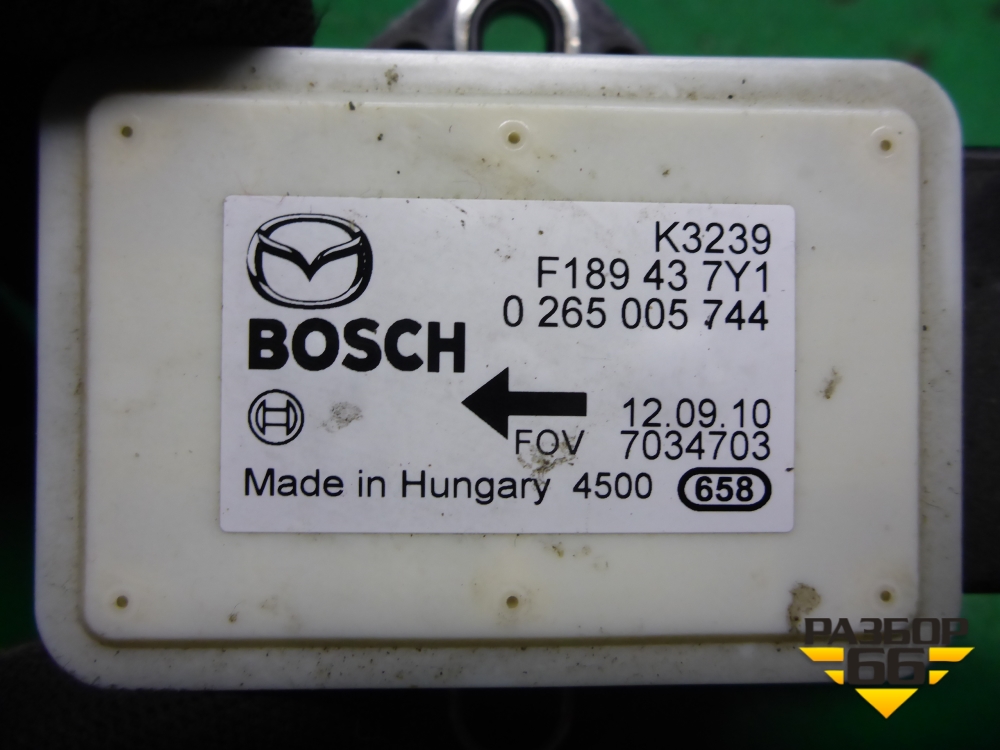 K3239
F189 43 7Y1
0 265 005 744
BOSCH
12.09.10
FOV 7034703
Made in Hungary 4500 658
РАЗБОР
66